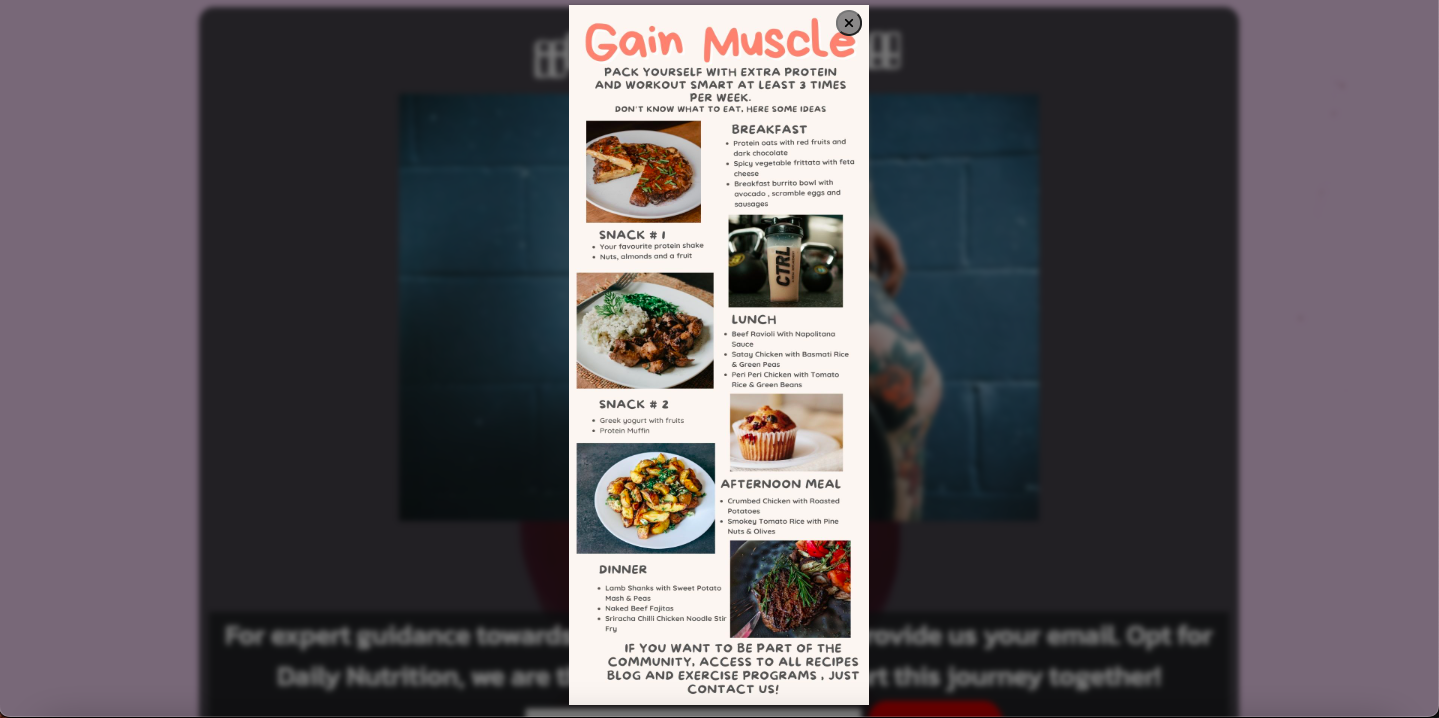 Gain Muscle
PACK YOURSELF WITH EXTRA PROTEIN
AND WORKOUT SMART AT LEAST 3 TIMES
PER WEEK.
DON'T KNOW WHAT TO EAT, HERE SOME IDEAS
BREAKFAST
Protein oats with red fruits and
dark chocolate
Spicy vegetable frittata with feta
cheese
Breakfast burrito bowl with
avocado , scramble eggs and
sausages
SNACK # 1
Your favourite protein shake
Nuts, almonds and a fruit
CTRL
LUNCH
Beef Ravioli With Napolitana
Sauce
Satay Chicken with Basmati Rice
& Green Peas
Peri Peri Chicken with Tomato
Rice & Green Beans
SNACK # 2
Greek yogurt with fruits
Protein Muffin
AFTERNOON MEAL
Crumbed Chicken with Roasted
Potatoes
Smokey Tomato Rice with Pine
Nuts & Olives
DINNER
Lamb Shanks with Sweet Potato
Mash & Peas
Naked Beef Fajitas
Sriracha Chilli Chicken Noodle Stir
Fry
IF YOU WANT TO BE PART OF THE
COMMUNITY, ACCESS TO ALL RECIPES
BLOG AND EXERCISE PROGRAMS , JUST
CONTACT US!
For expert guidance towards rovide us your email. Opt for
Daily Nutrition, we are rt this journey together!